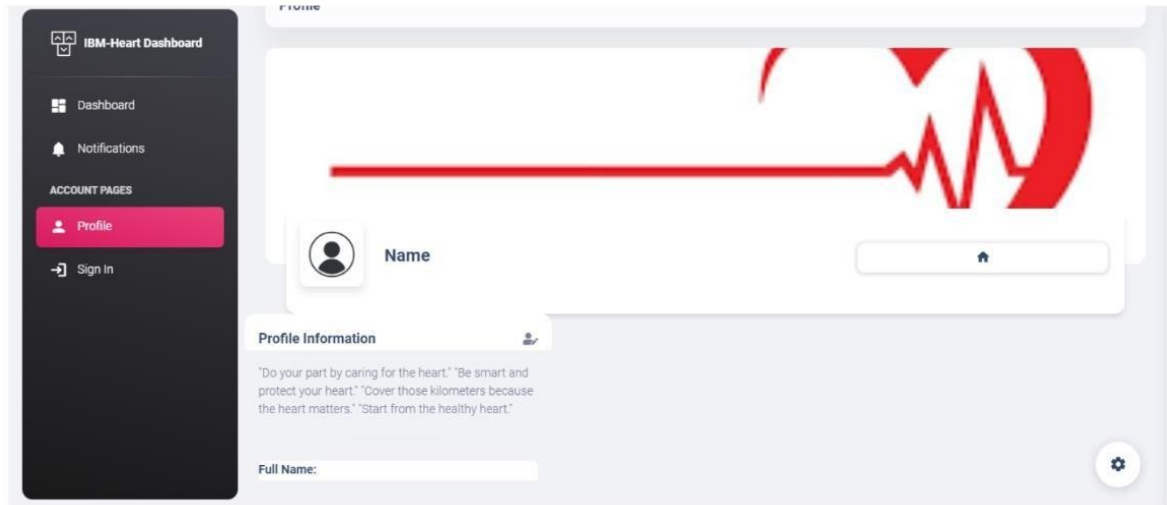 Profile
IBM-Heart Dashboard
Dashboard
Notifications
ACCOUNT PAGES
Profile
Sign In
Name
Profile Information
"Do your part by caring for the heart." "Be smart and
protect your heart." "Cover those kilometers because
the heart matters." "Start from the healthy heart."
Full Name: